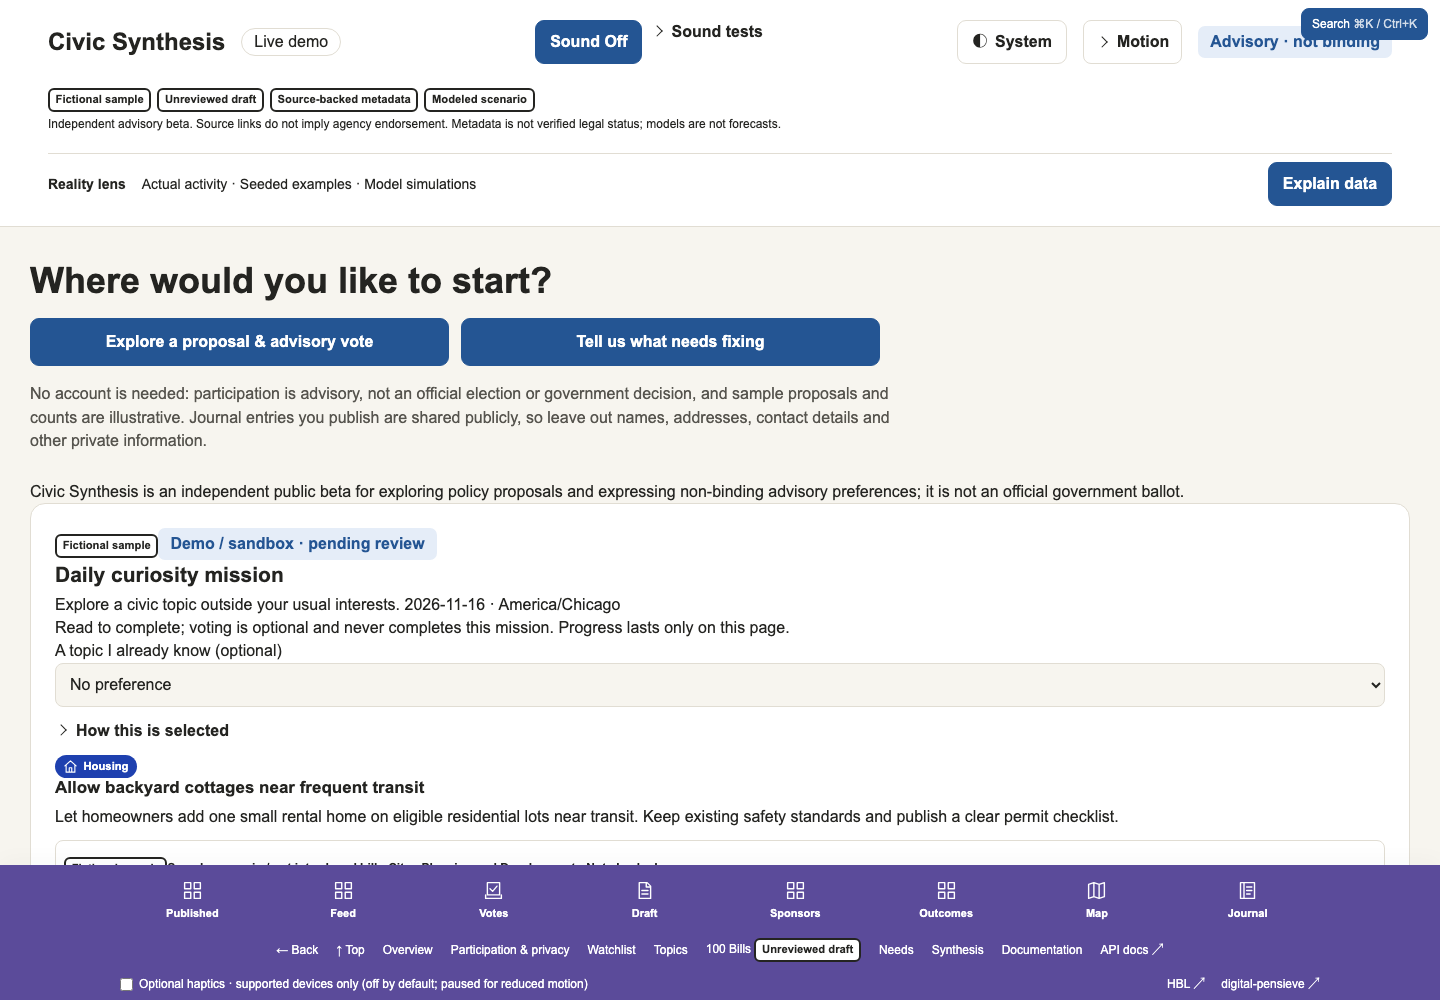 Civic Synthesis
Live demo
Sound Off
Sound tests
System
Motion
Advisory · not binding
Search ⌘K / Ctrl+K
Fictional sample
Unreviewed draft
Source-backed metadata
Modeled scenario
Independent advisory beta. Source links do not imply agency endorsement. Metadata is not verified legal status; models are not forecasts.
Reality lens
Actual activity · Seeded examples · Model simulations
Explain data
Where would you like to start?
Explore a proposal & advisory vote
Tell us what needs fixing
No account is needed: participation is advisory, not an official election or government decision, and sample proposals and
counts are illustrative. Journal entries you publish are shared publicly, so leave out names, addresses, contact details and
other private information.
Civic Synthesis is an independent public beta for exploring policy proposals and expressing non-binding advisory preferences; it is not an official government ballot.
Fictional sample
Demo / sandbox · pending review
Daily curiosity mission
Explore a civic topic outside your usual interests. 2026-11-16 · America/Chicago
Read to complete; voting is optional and never completes this mission. Progress lasts only on this page.
A topic I already know (optional)
No preference
How this is selected
Housing
Allow backyard cottages near frequent transit
Let homeowners add one small rental home on eligible residential lots near transit. Keep existing safety standards and publish a clear permit checklist.
Published
Feed
Votes
Draft
Sponsors
Outcomes
Map
Journal
← Back
↑ Top
Overview
Participation & privacy
Watchlist
Topics
100 Bills
Unreviewed draft
Needs
Synthesis
Documentation
API docs ↗
Optional haptics · supported devices only (off by default; paused for reduced motion)
HBL ↗
digital-pensieve ↗